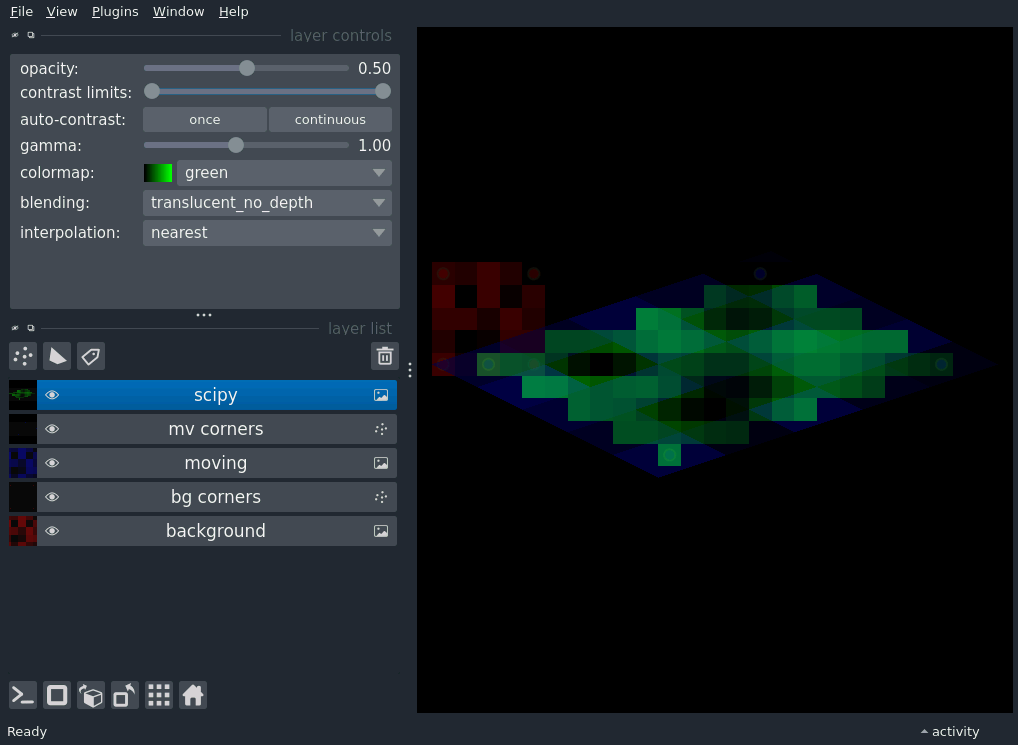 File View Plugins Window Help
layer controls
opacity: 0.50
contrast limits:
auto-contrast: once continuous
gamma: 1.00
colormap: green
blending: translucent_no_depth
interpolation: nearest
layer list
scipy
mv corners
moving
bg corners
background
Ready activity